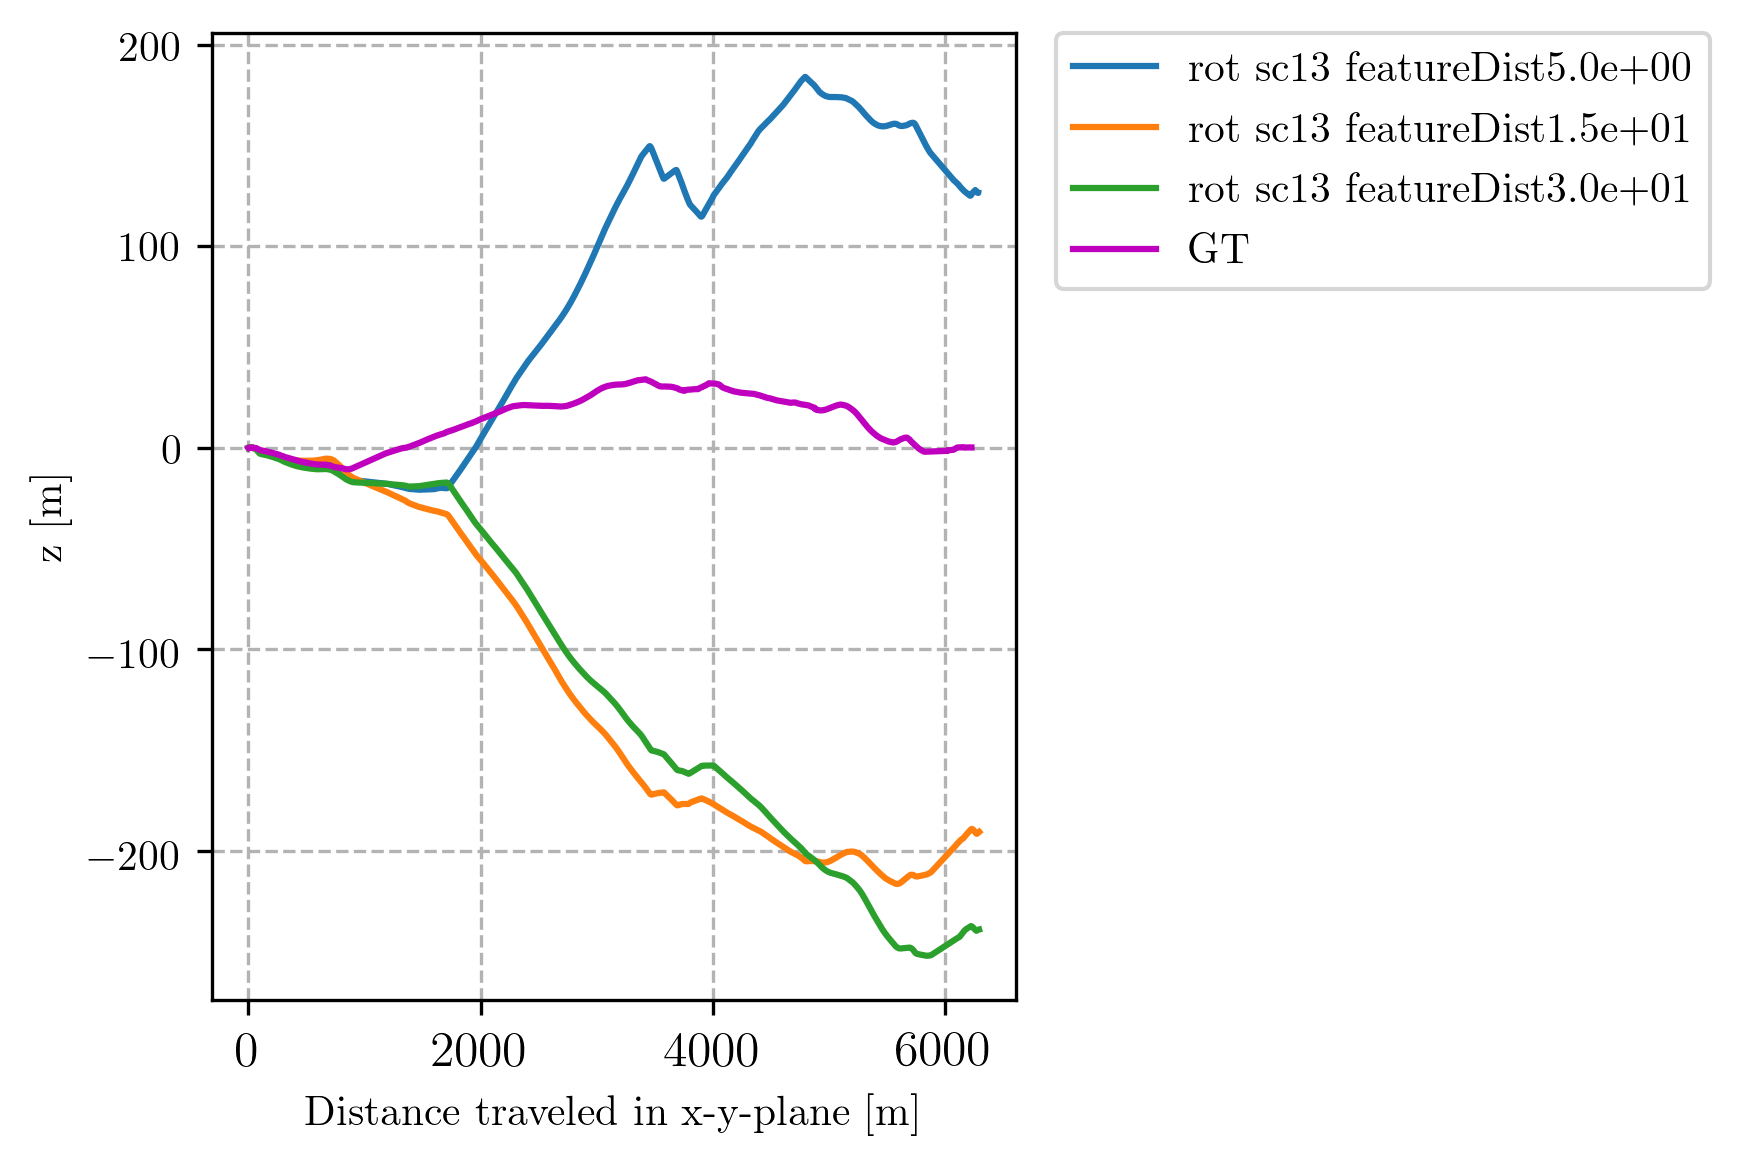 200
100
0
−100
−200
z [m]
0 2000 4000 6000
Distance traveled in x-y-plane [m]
rot sc13 featureDist5.0e+00
rot sc13 featureDist1.5e+01
rot sc13 featureDist3.0e+01
GT